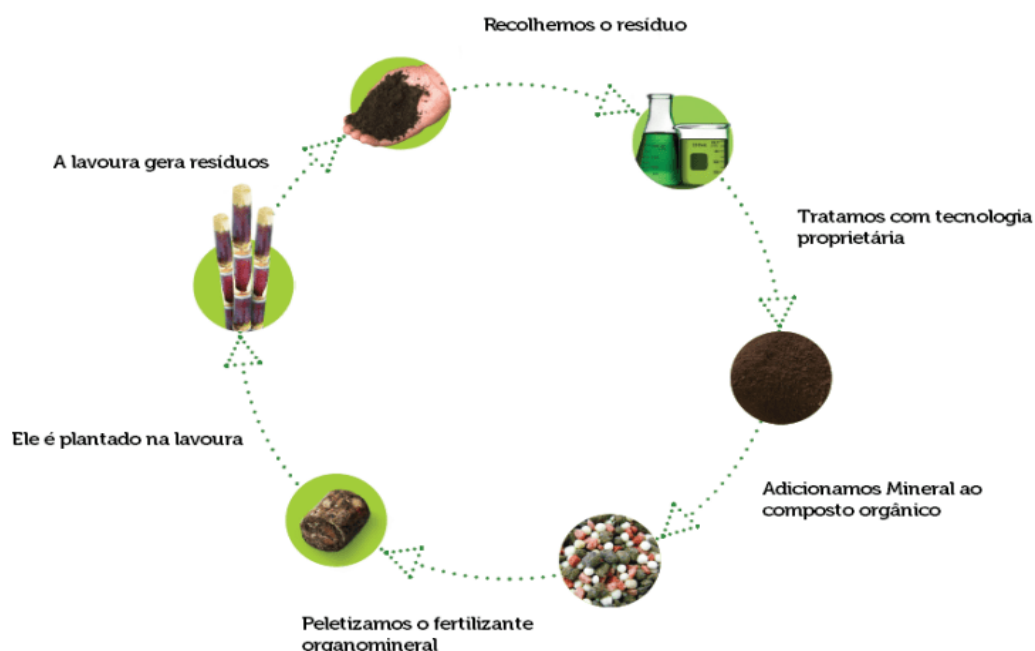 Recolhemos o resíduo
A lavoura gera resíduos
Tratamos com tecnologia
proprietária
Ele é plantado na lavoura
Adicionamos Mineral ao
composto orgânico
Peletizamos o fertilizante
organomineral